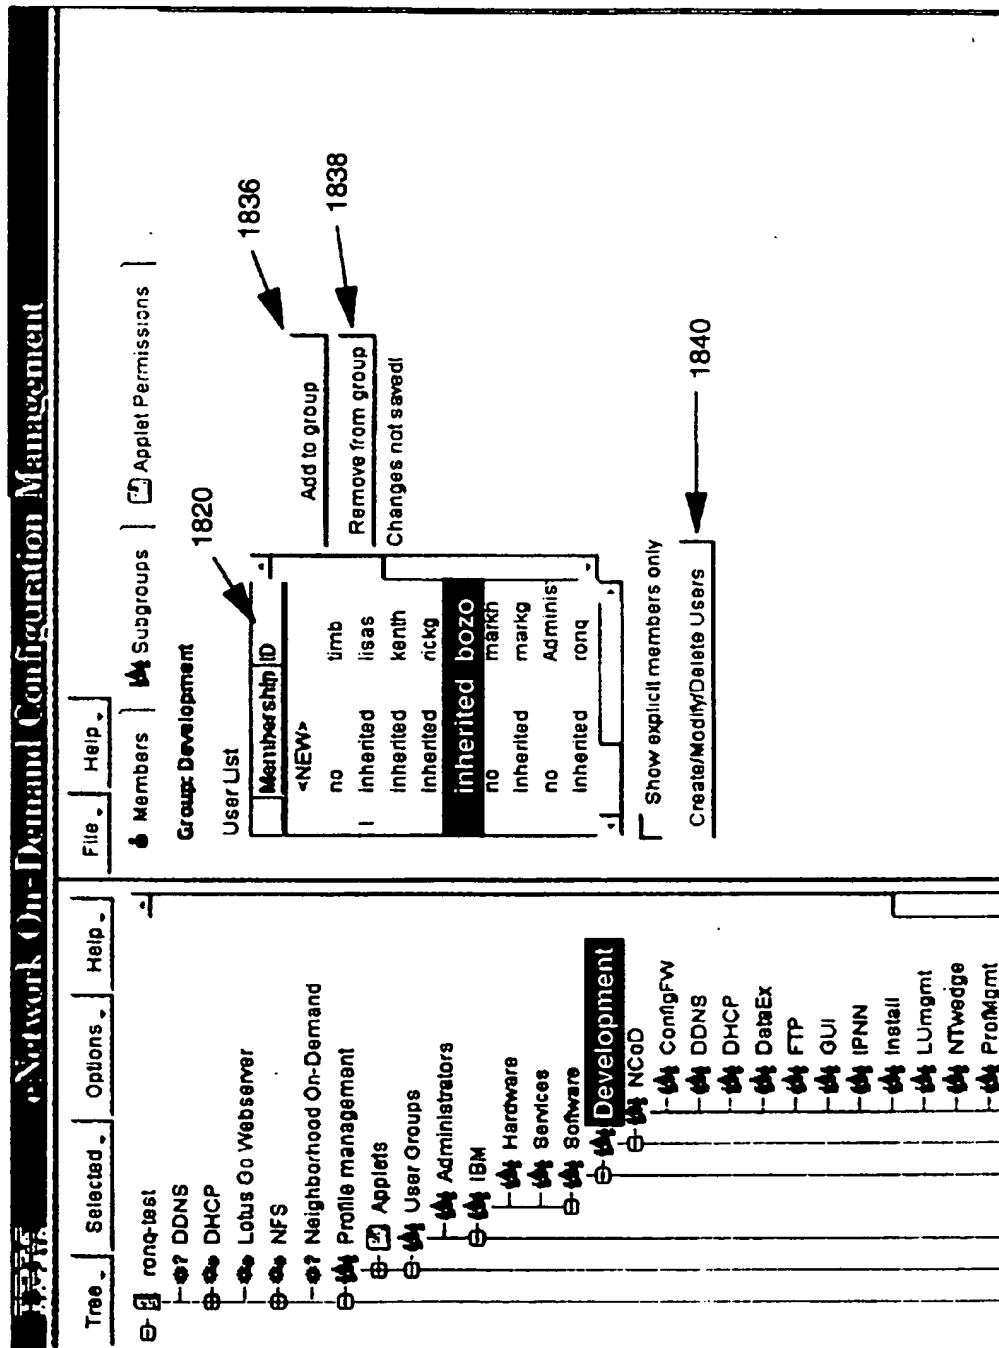 IBM eNetwork On-Demand Configuration Management
Tree Selected Options Help
ronq-test
? DDNS
DHCP
Lotus Go Webserver
NFS
? Neighborhood On-Demand
Profile management
Applets
User Groups
Administrators
IBM
Hardware
Services
Software
Development
NCoD
ConfigFW
DDNS
DHCP
DataEx
FTP
GUI
IPNN
Install
LUmgmt
NTwedge
ProfMgmt
File Help
Members Subgroups Applet Permissions
Group: Development
User List
1820
Membership ID
<NEW>
no timb
Inherited lisas
Inherited kenth
Inherited rickg
inherited bozo
no markh
Inherited markg
no Adminis
Inherited ronq
Add to group
1836
Remove from group
1838
Changes not saved!
Show explicit members only
Create/Modify/Delete Users
1840